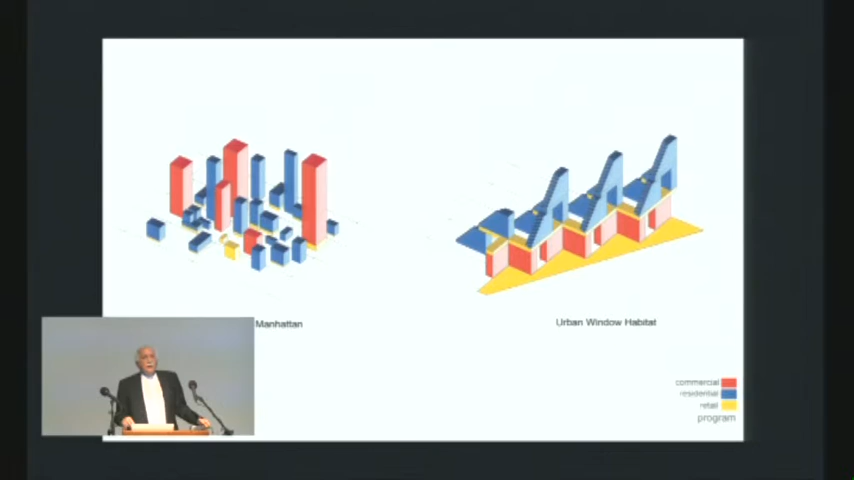 Manhattan
Urban Window Habitat
commercial
residential
retail
program